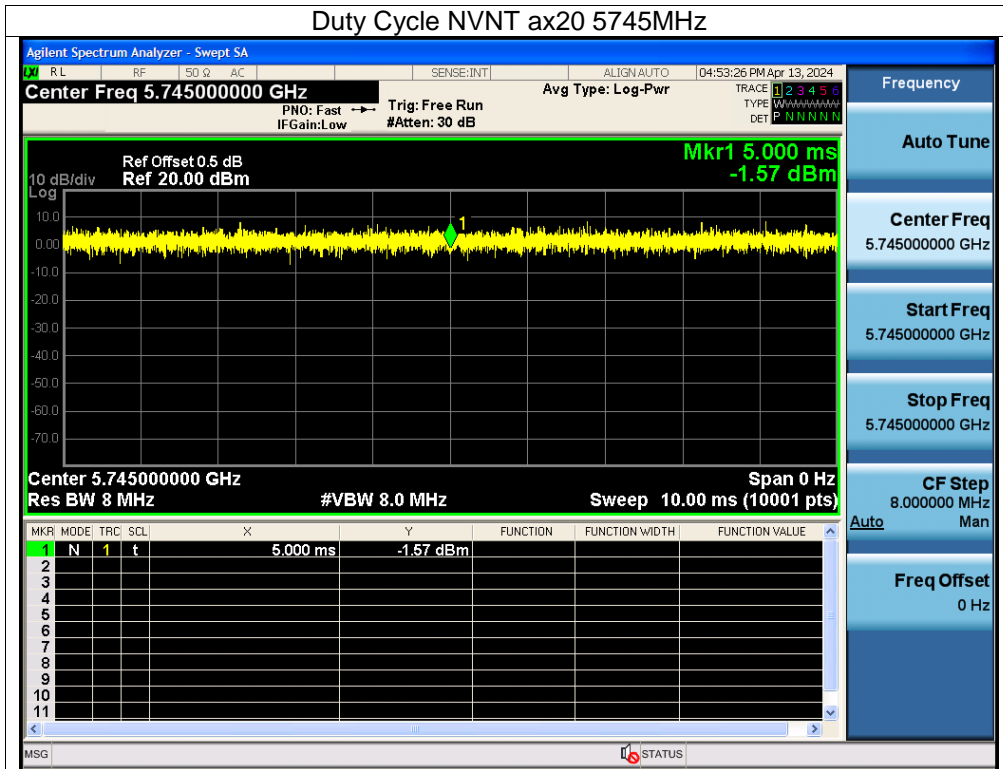 Duty Cycle NVNT ax20 5745MHz
Agilent Spectrum Analyzer - Swept SA
LXI RL RF 50 Ω AC SENSE:INT ALIGN AUTO 04:53:26 PM Apr 13, 2024
Center Freq 5.745000000 GHz
PNO: Fast
IFGain:Low
Trig: Free Run
#Atten: 30 dB
Avg Type: Log-Pwr
TRACE 1 2 3 4 5 6
TYPE WWWWWW
DET P N N N N N
Ref Offset 0.5 dB
10 dB/div Ref 20.00 dBm
Log
Mkr1 5.000 ms
-1.57 dBm
10.0
0.00
-10.0
-20.0
-30.0
-40.0
-50.0
-60.0
-70.0
1
Center 5.745000000 GHz Span 0 Hz
Res BW 8 MHz #VBW 8.0 MHz Sweep 10.00 ms (10001 pts)
MKR MODE TRC SCL X Y FUNCTION FUNCTION WIDTH FUNCTION VALUE
1 N 1 t 5.000 ms -1.57 dBm
2
3
4
5
6
7
8
9
10
11
MSG STATUS
Frequency
Auto Tune
Center Freq
5.745000000 GHz
Start Freq
5.745000000 GHz
Stop Freq
5.745000000 GHz
CF Step
8.000000 MHz
Auto Man
Freq Offset
0 Hz